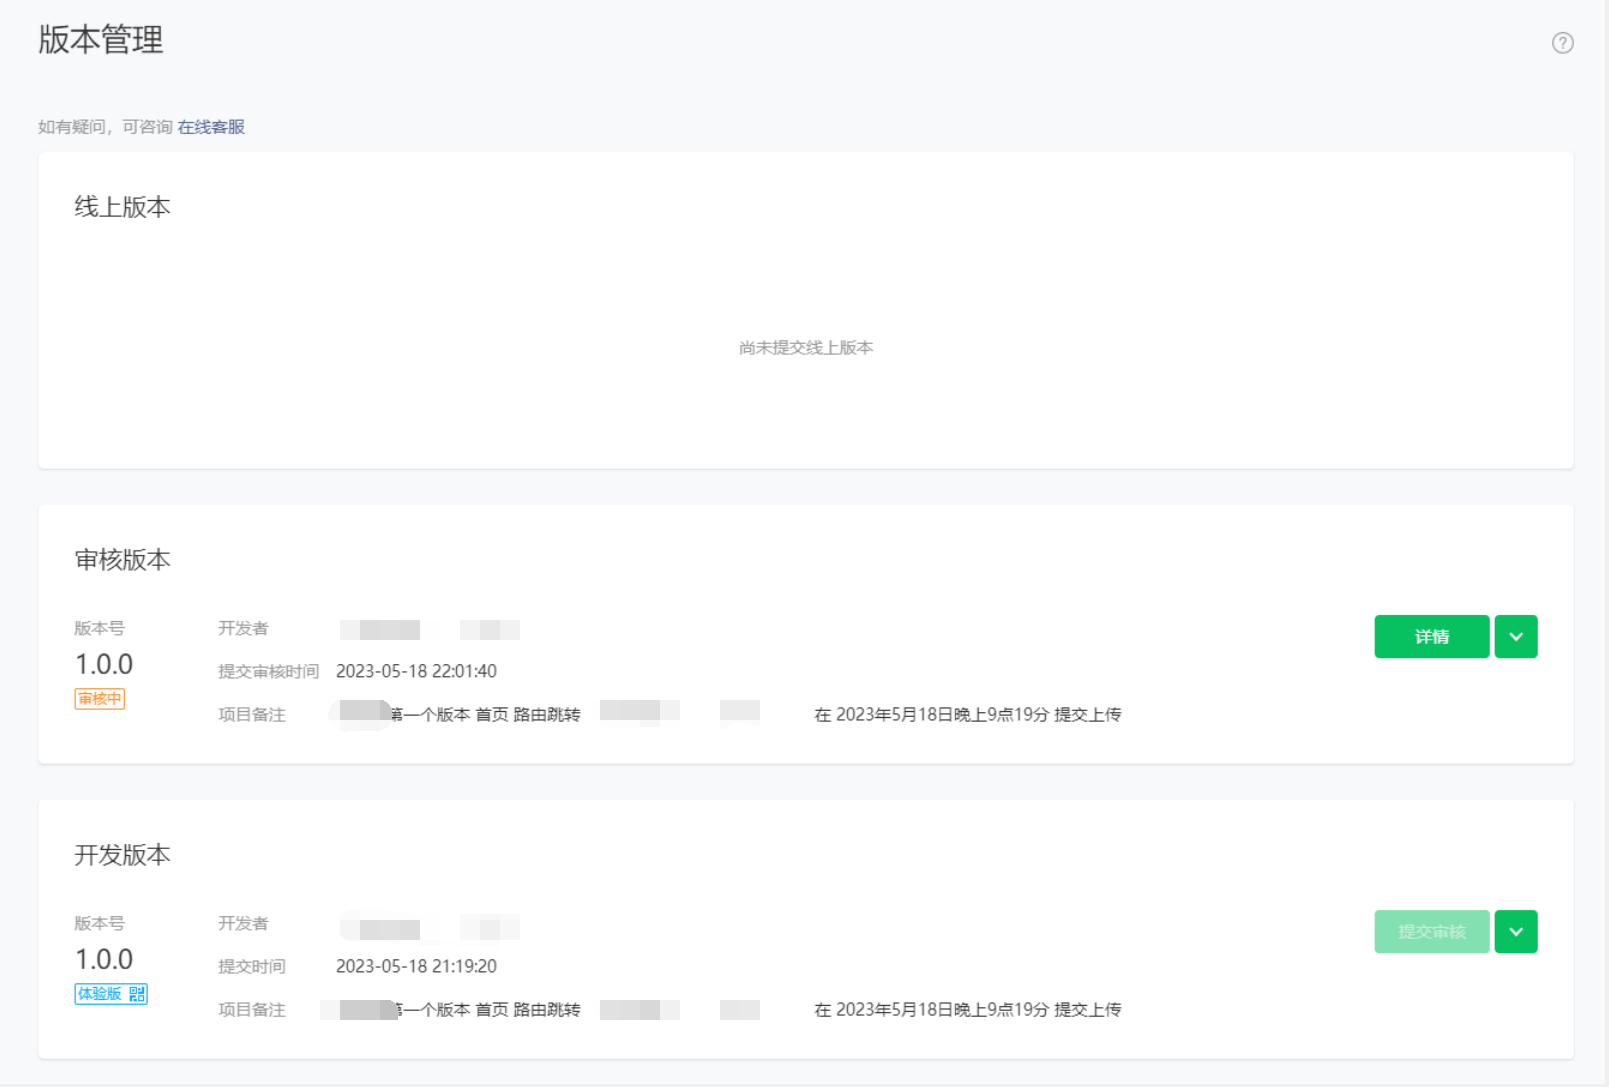 版本管理
如有疑问，可咨询 在线客服
线上版本
尚未提交线上版本
审核版本
版本号
1.0.0
审核中
开发者
提交审核时间 2023-05-18 22:01:40
项目备注 第一个版本 首页 路由跳转 在 2023年5月18日晚上9点19分 提交上传
详情
开发版本
版本号
1.0.0
体验版
开发者
提交时间 2023-05-18 21:19:20
项目备注 第一个版本 首页 路由跳转 在 2023年5月18日晚上9点19分 提交上传
提交审核